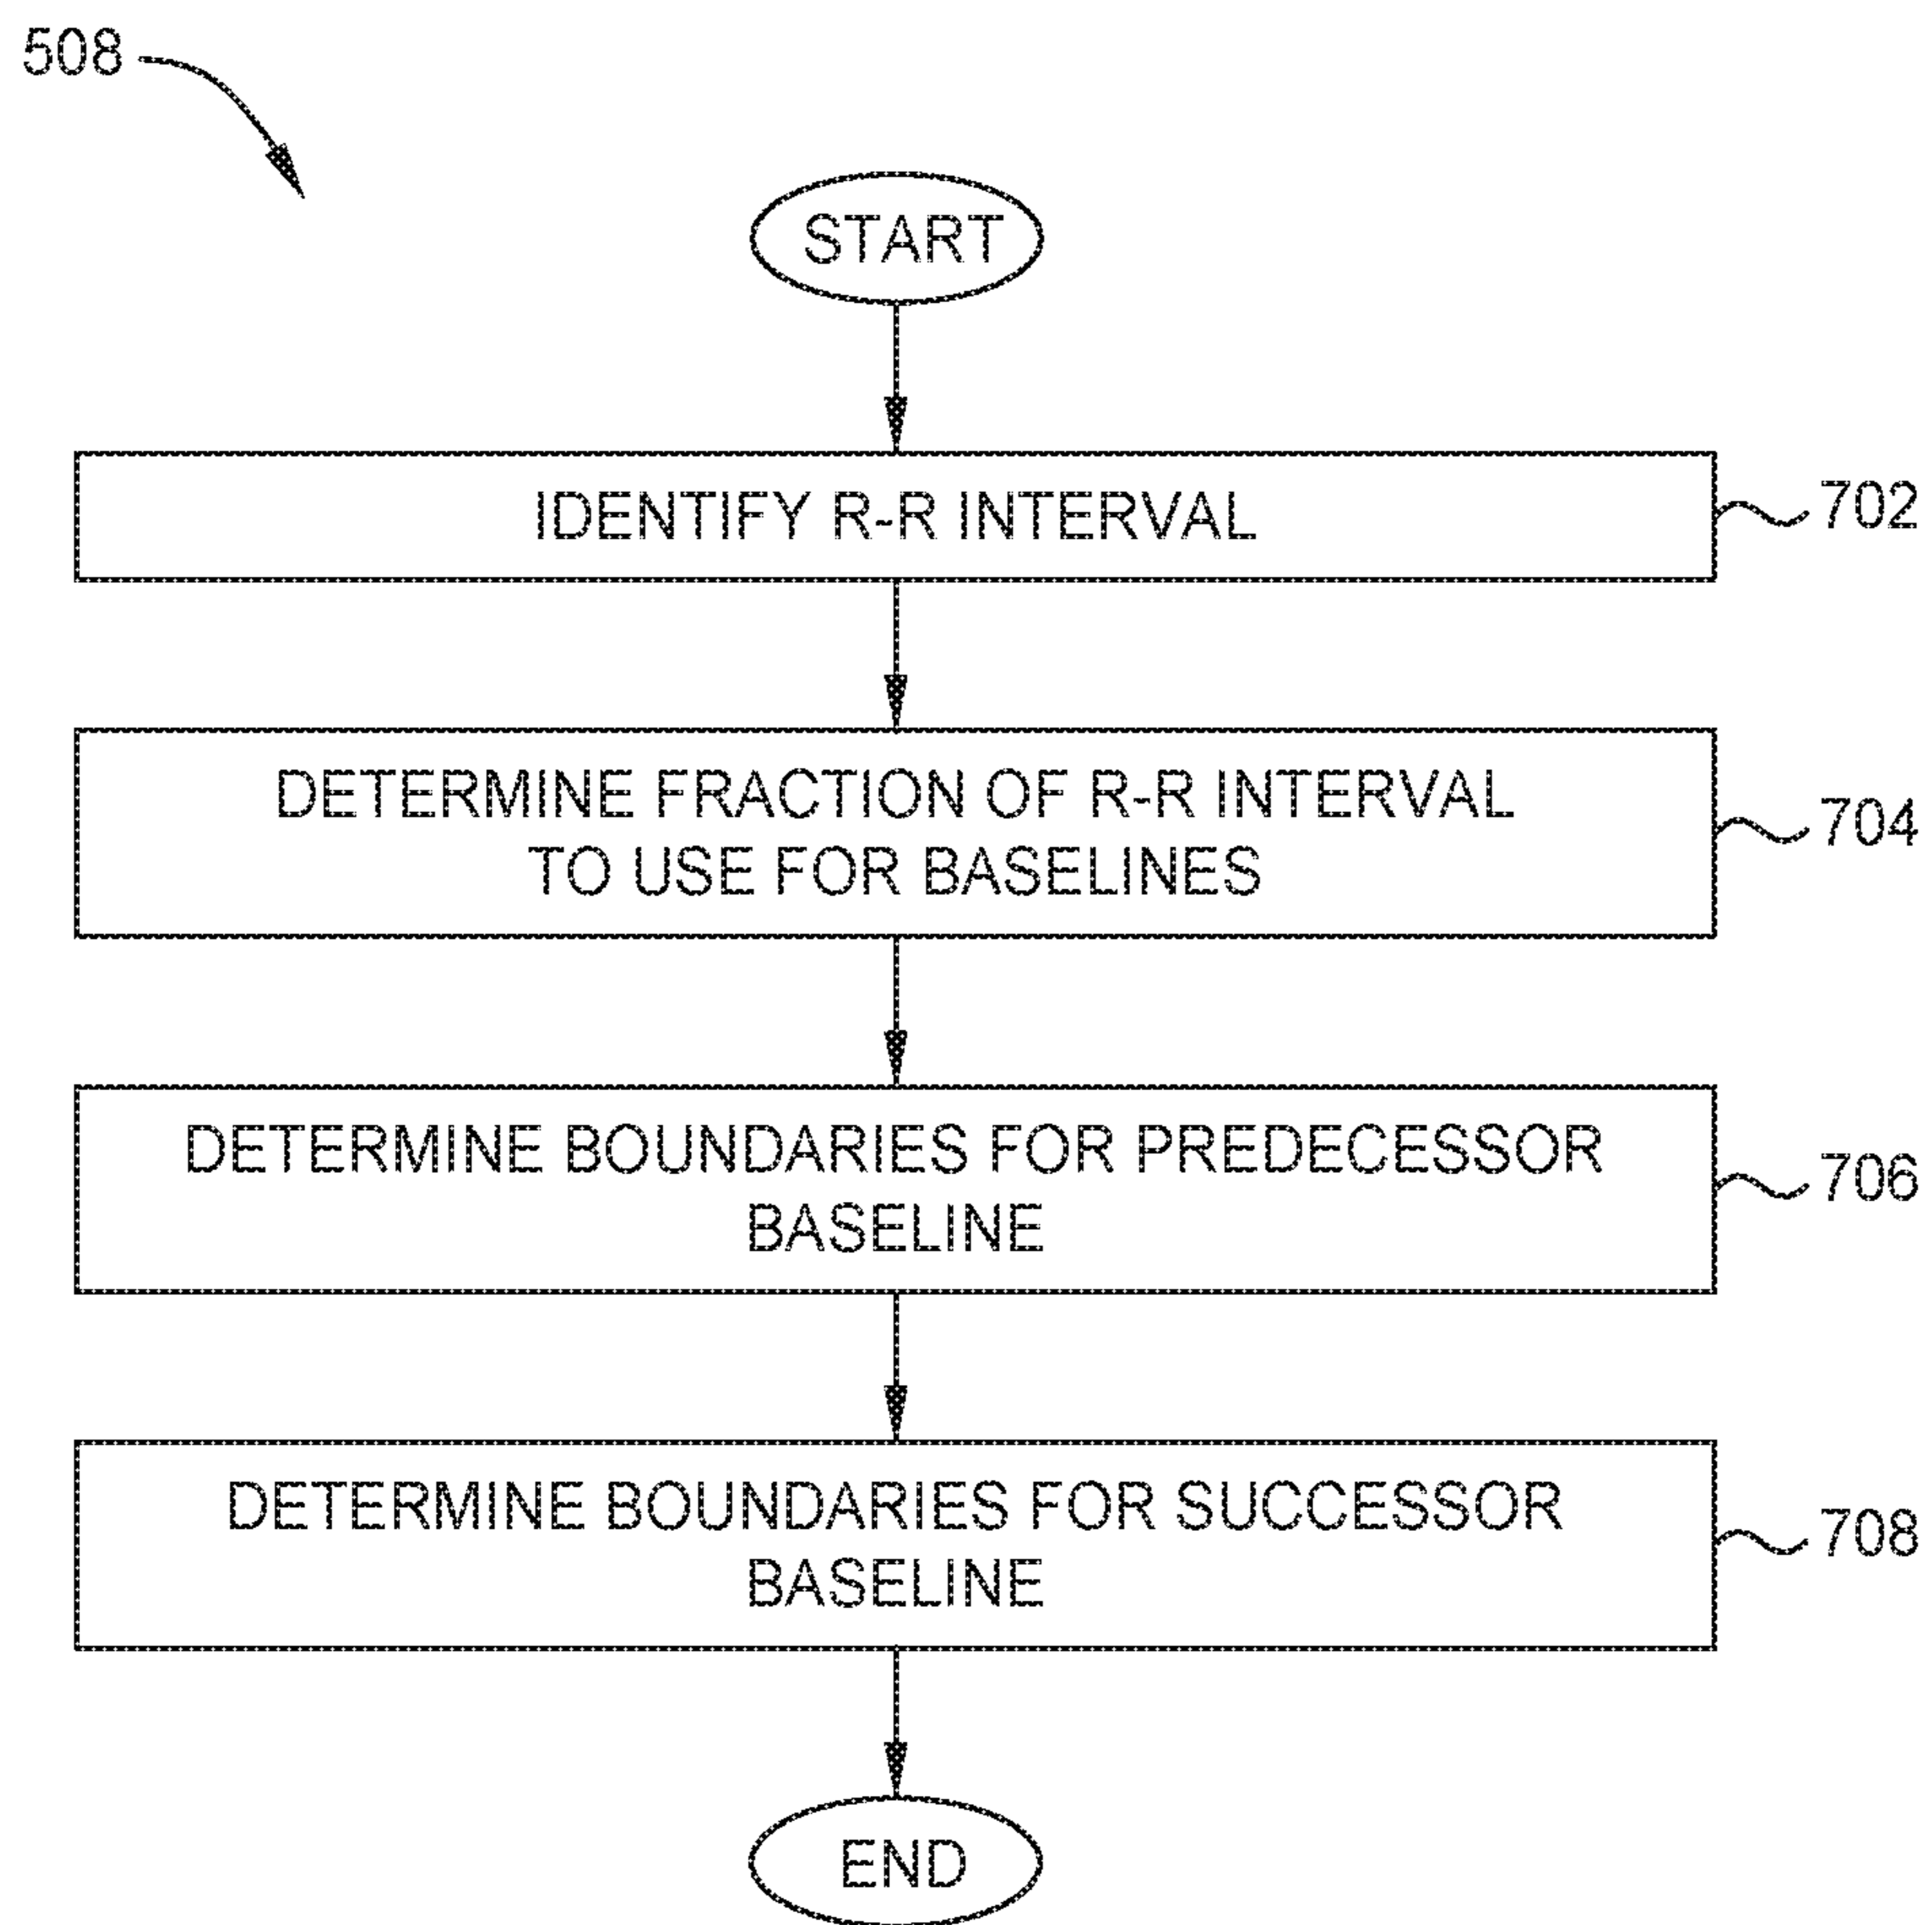 508
START
IDENTIFY R-R INTERVAL
702
DETERMINE FRACTION OF R-R INTERVAL
TO USE FOR BASELINES
704
DETERMINE BOUNDARIES FOR PREDECESSOR
BASELINE
706
DETERMINE BOUNDARIES FOR SUCCESSOR
BASELINE
708
END